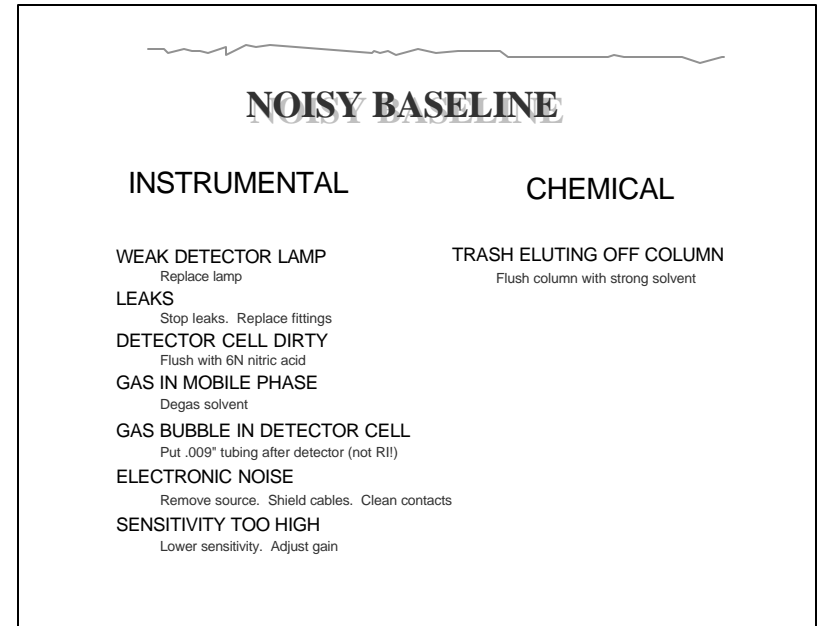 NOISY BASELINE
INSTRUMENTAL
WEAK DETECTOR LAMP
Replace lamp
LEAKS
Stop leaks. Replace fittings
DETECTOR CELL DIRTY
Flush with 6N nitric acid
GAS IN MOBILE PHASE
Degas solvent
GAS BUBBLE IN DETECTOR CELL
Put .009" tubing after detector (not RI!)
ELECTRONIC NOISE
Remove source. Shield cables. Clean contacts
SENSITIVITY TOO HIGH
Lower sensitivity. Adjust gain
CHEMICAL
TRASH ELUTING OFF COLUMN
Flush column with strong solvent